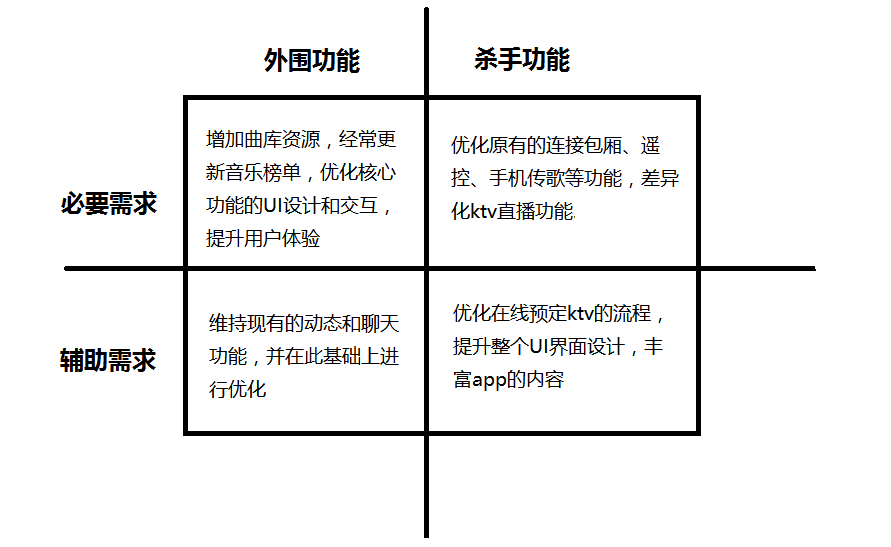 外围功能
杀手功能
必要需求
增加曲库资源，经常更
新音乐榜单，优化核心
功能的UI设计和交互，
提升用户体验
优化原有的连接包厢、遥
控、手机传歌等功能，差异
化ktv直播功能.
辅助需求
维持现有的动态和聊天
功能，并在此基础上进
行优化
优化在线预定ktv的流程，
提升整个UI界面设计，丰
富app的内容